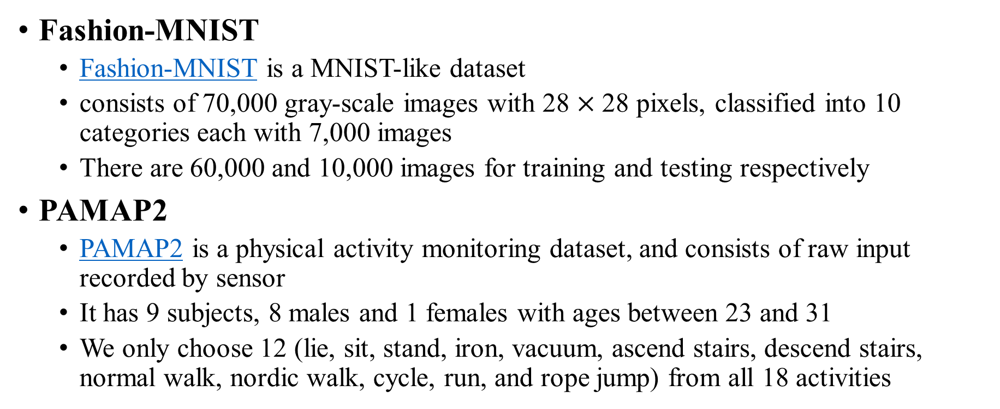 • Fashion-MNIST
• Fashion-MNIST is a MNIST-like dataset
• consists of 70,000 gray-scale images with 28 × 28 pixels, classified into 10
categories each with 7,000 images
• There are 60,000 and 10,000 images for training and testing respectively
• PAMAP2
• PAMAP2 is a physical activity monitoring dataset, and consists of raw input
recorded by sensor
• It has 9 subjects, 8 males and 1 females with ages between 23 and 31
• We only choose 12 (lie, sit, stand, iron, vacuum, ascend stairs, descend stairs,
normal walk, nordic walk, cycle, run, and rope jump) from all 18 activities